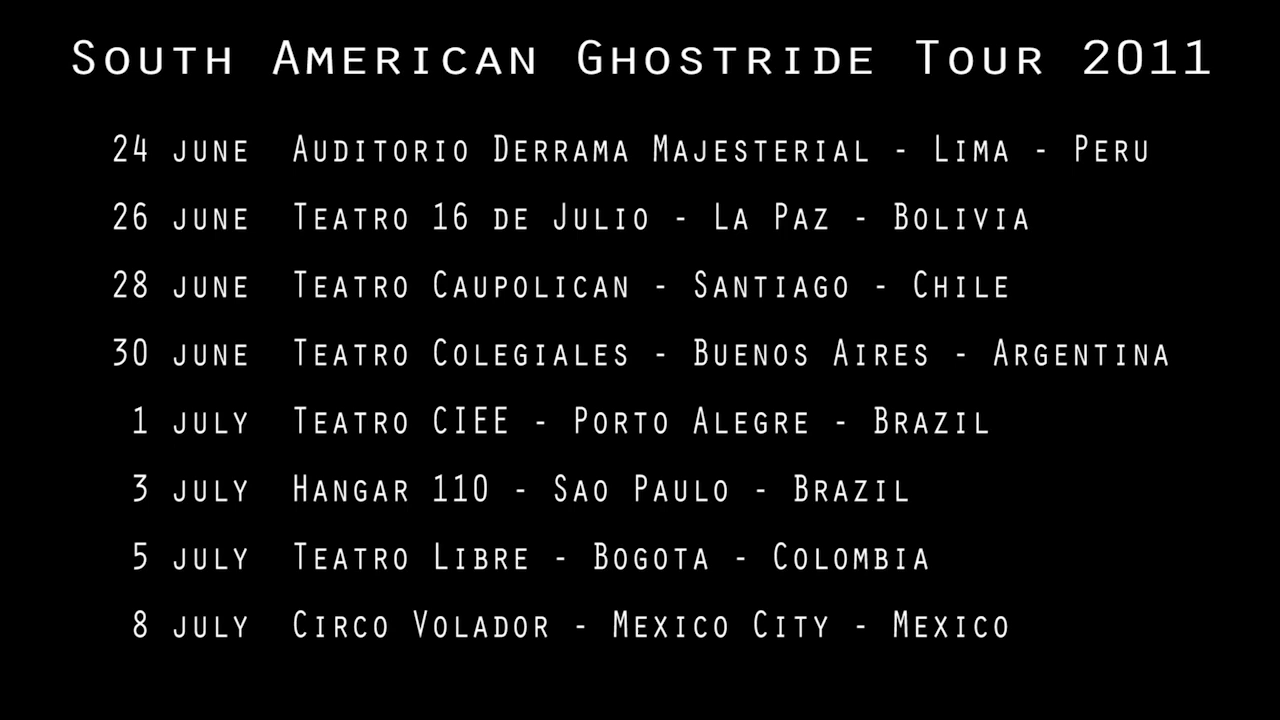 South American Ghostride Tour 2011
24 june Auditorio Derrama Majesterial - Lima - Peru
26 june Teatro 16 de Julio - La Paz - Bolivia
28 june Teatro Caupolican - Santiago - Chile
30 june Teatro Colegiales - Buenos Aires - Argentina
1 july Teatro CIEE - Porto Alegre - Brazil
3 july Hangar 110 - Sao Paulo - Brazil
5 july Teatro Libre - Bogota - Colombia
8 july Circo Volador - Mexico City - Mexico